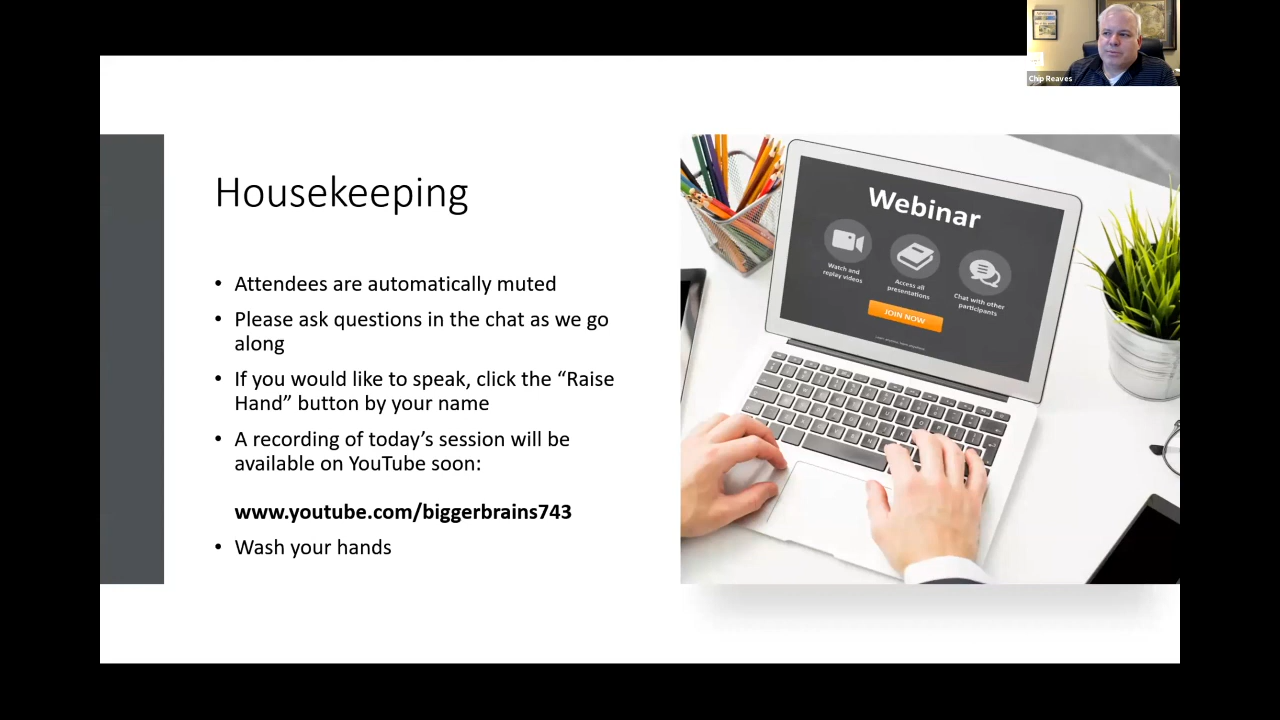 Chip Reaves
Housekeeping
• Attendees are automatically muted
• Please ask questions in the chat as we go
along
• If you would like to speak, click the “Raise
Hand” button by your name
• A recording of today’s session will be
available on YouTube soon:
www.youtube.com/biggerbrains743
• Wash your hands
Webinar
Watch and
replay videos
Access all
presentations
Chat with other
participants
JOIN NOW